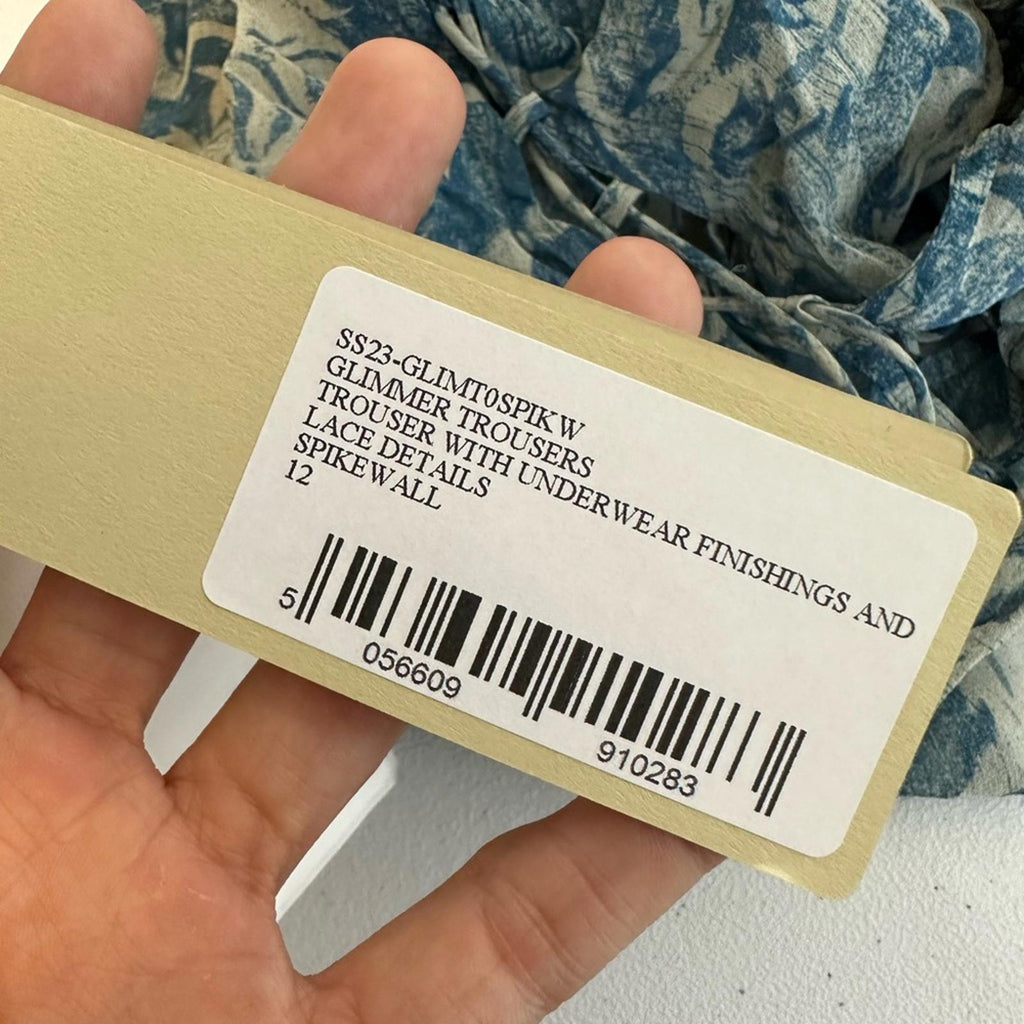 SS23-GLIMT0SPIKW
GLIMMER TROUSERS
TROUSER WITH UNDERWEAR FINISHINGS AND
LACE DETAILS
SPIKEWALL
12
5 056609 910283